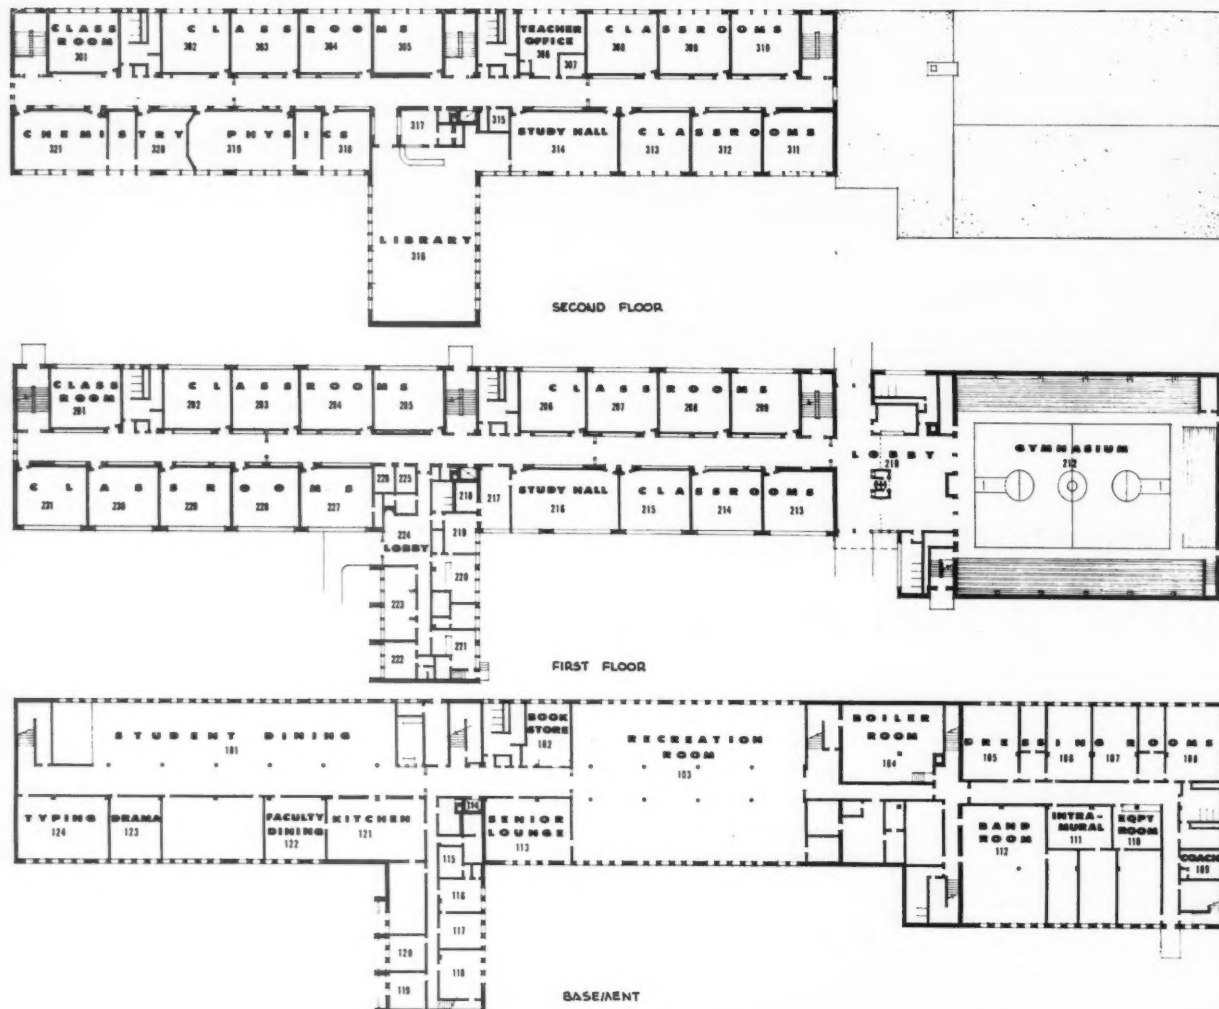 CLASS ROOM 301
CLASSROOMS
302 303 304 305
TEACHER OFFICE 306
307
CLASSROOMS
308 309 310
CHEMISTRY PHYSICS
321 320 319 318
317
315
STUDY HALL 314
CLASSROOMS
313 312 311
LIBRARY
316
SECOND FLOOR
CLASS ROOM 201
CLASSROOMS
202 203 204 205
CLASSROOMS
206 207 208 209
LOBBY
210
GYMNASIUM
212
CLASSROOMS
231 230 229 228 227
226 225
218
217
STUDY HALL
216
CLASSROOMS
215 214 213
224
LOBBY
219
220
223
221
222
FIRST FLOOR
STUDENT DINING
101
BOOK STORE
102
RECREATION ROOM
103
BOILER ROOM
104
DRESSING ROOMS
105 106 107 108
TYPING
124
DRAMA
123
FACULTY DINING
122
KITCHEN
121
114
SENIOR LOUNGE
113
BAND ROOM
112
INTRA-MURAL
111
EQPT ROOM
110
COACH
109
115
116
117
120
118
119
BASEMENT